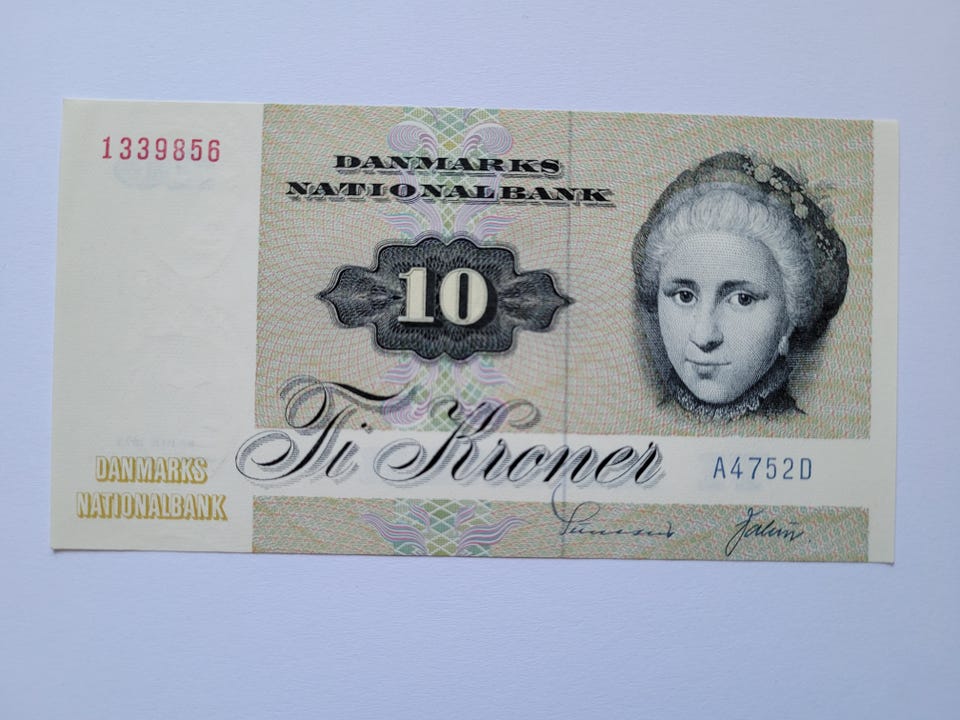 1339856
DANMARKS
NATIONALBANK
10
Ti Kroner
A4752D
DANMARKS
NATIONALBANK